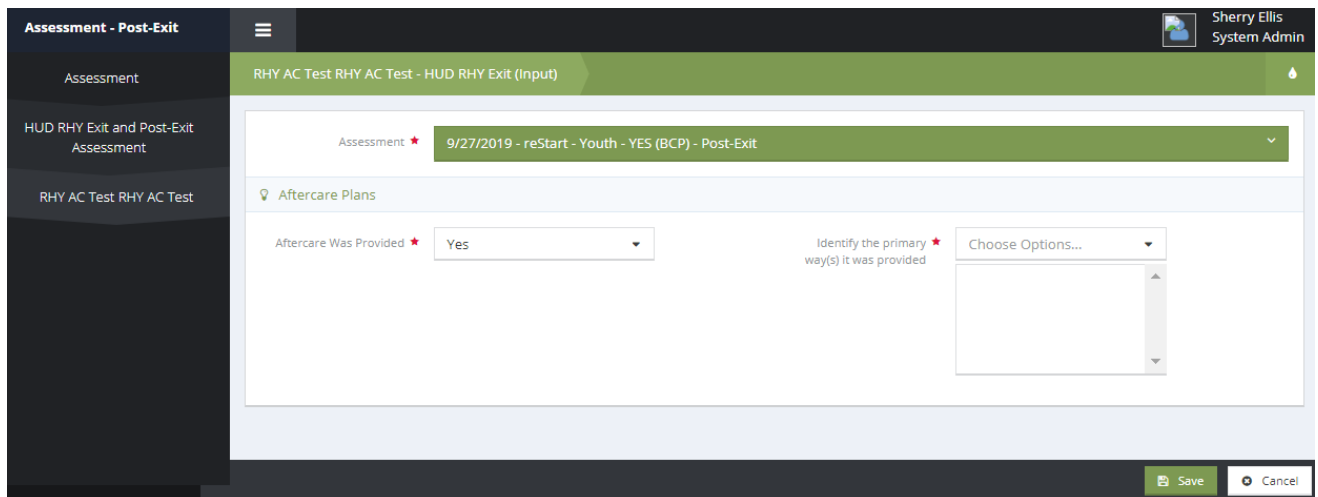 Assessment - Post-Exit
Sherry Ellis
System Admin
Assessment
HUD RHY Exit and Post-Exit
Assessment
RHY AC Test RHY AC Test
RHY AC Test RHY AC Test - HUD RHY Exit (Input)
Assessment ★ 9/27/2019 - reStart - Youth - YES (BCP) - Post-Exit
Aftercare Plans
Aftercare Was Provided ★ Yes
Identify the primary ★
way(s) it was provided
Choose Options...
Save Cancel